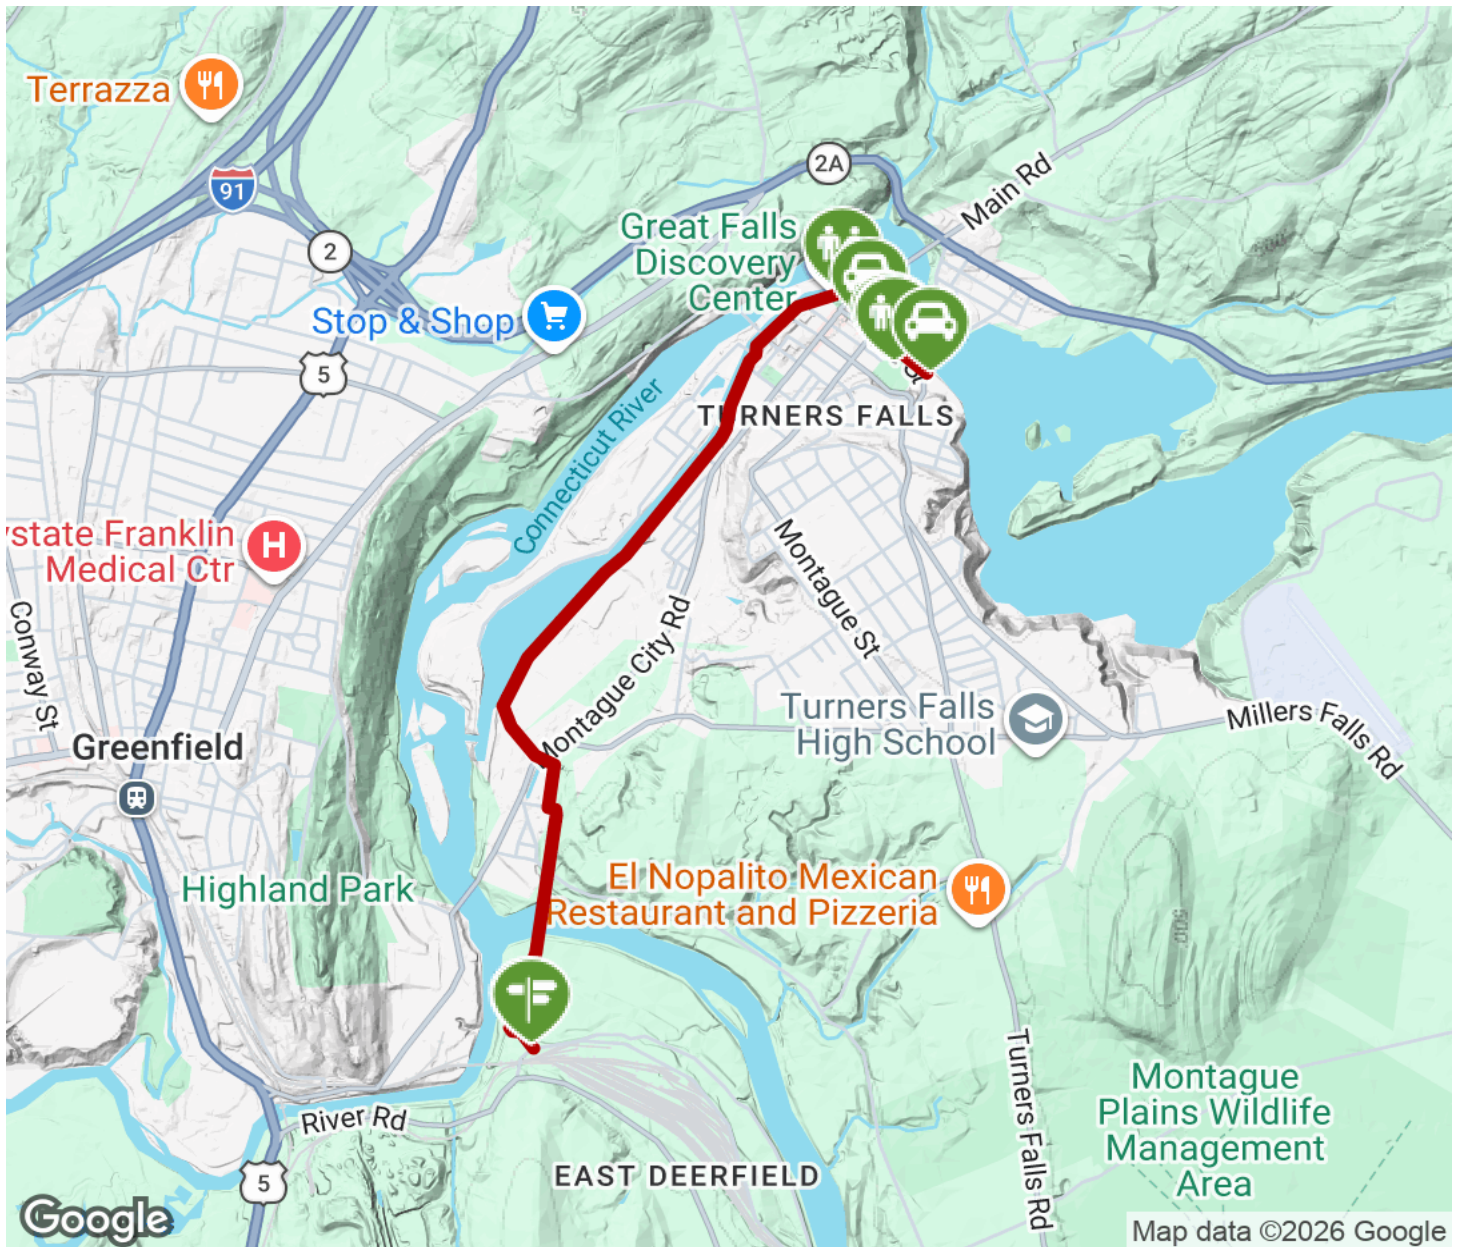 Terrazza
91
2
2A
Main Rd
Great Falls
Discovery
Center
Stop & Shop
5
St
TURNERS FALLS
Connecticut River
ystate Franklin
Medical Ctr
H
Conway St
Montague St
Montague City Rd
Turners Falls
High School
Millers Falls Rd
Greenfield
Highland Park
El Nopalito Mexican
Restaurant and Pizzeria
500'
Turners Falls Rd
River Rd
Montague
Plains Wildlife
Management
Area
EAST DEERFIELD
5
Google
Map data ©2026 Google